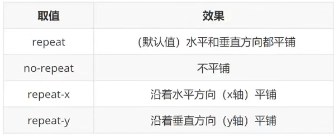 取值 效果
repeat （默认值）水平和垂直方向都平铺
no-repeat 不平铺
repeat-x 沿着水平方向（x轴）平铺
repeat-y 沿着垂直方向（y轴）平铺